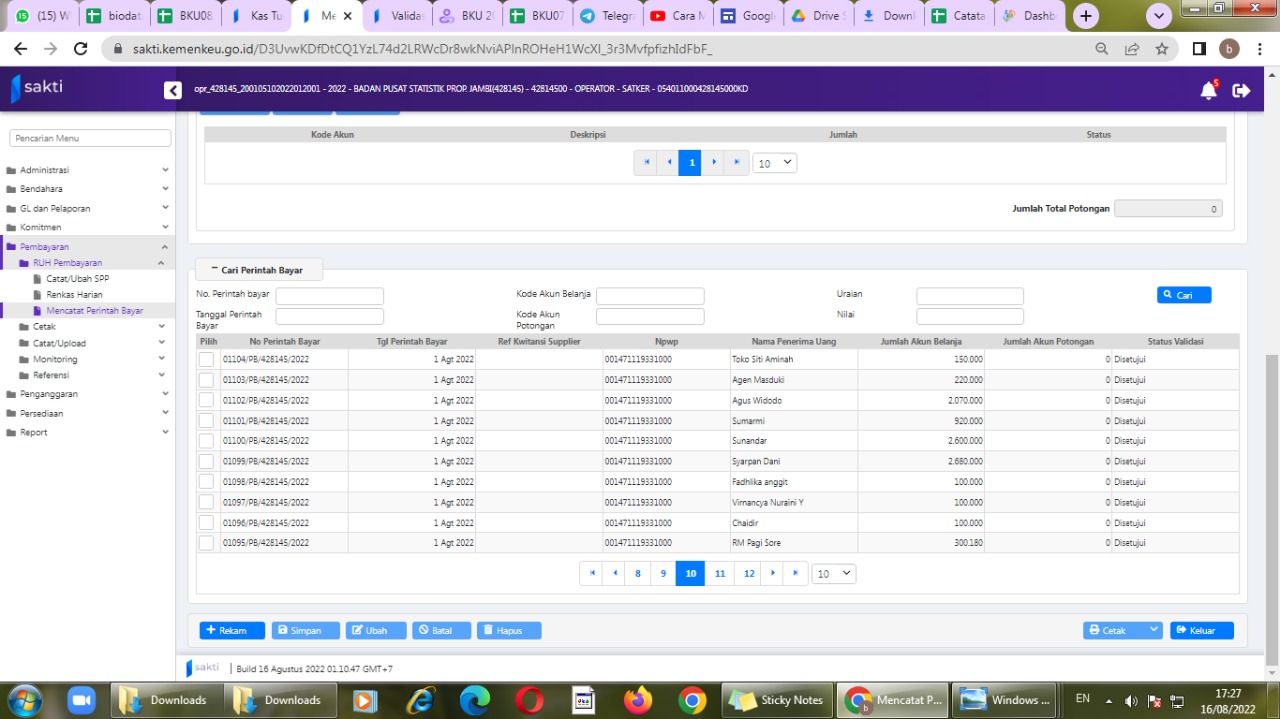 (15) W
biodat
BKU08
Kas Tu
Me
Valida
BKU 2
BKU07
Telegr
Cara M
Googl
Drive S
Downl
Catata
Dashb
sakti.kemenkeu.go.id/
b
sakti
opr_428145_200105102022012001 - 2022 - BADAN PUSAT STATISTIK PROP. JAMBI(428145) - 42814500 - OPERATOR - SATKER - 054011000428145000KD
5
Pencarian Menu
Administrasi
Bendahara
GL dan Pelaporan
Komitmen
Pembayaran
RUH Pembayaran
Catat/Ubah SPP
Renkas Harian
Mencatat Perintah Bayar
Cetak
Catat/Upload
Monitoring
Referensi
Penganggaran
Persediaan
Report
Kode Akun Deskripsi Jumlah Status
1 10
Jumlah Total Potongan 0
Cari Perintah Bayar
No. Perintah bayar Kode Akun Belanja Uraian Cari
Tanggal Perintah Bayar Kode Akun Potongan Nilai
Pilih No Perintah Bayar Tgl Perintah Bayar Ref Kwitansi Supplier Npwp Nama Penerima Uang Jumlah Akun Belanja Jumlah Akun Potongan Status Validasi
01104/PB/428145/2022 1 Agt 2022 001471119331000 Toko Siti Aminah 150.000 0 Disetujui
01103/PB/428145/2022 1 Agt 2022 001471119331000 Agen Masduki 220.000 0 Disetujui
01102/PB/428145/2022 1 Agt 2022 001471119331000 Agus Widodo 2.070.000 0 Disetujui
01101/PB/428145/2022 1 Agt 2022 001471119331000 Sumarmi 920.000 0 Disetujui
01100/PB/428145/2022 1 Agt 2022 001471119331000 Sunandar 2.600.000 0 Disetujui
01099/PB/428145/2022 1 Agt 2022 001471119331000 Syarpan Dani 2.680.000 0 Disetujui
01098/PB/428145/2022 1 Agt 2022 001471119331000 Fadhlika anggit 100.000 0 Disetujui
01097/PB/428145/2022 1 Agt 2022 001471119331000 Virnancya Nuraini Y 100.000 0 Disetujui
01096/PB/428145/2022 1 Agt 2022 001471119331000 Chaidir 100.000 0 Disetujui
01095/PB/428145/2022 1 Agt 2022 001471119331000 RM Pagi Sore 300.180 0 Disetujui
8 9 10 11 12 10
Rekam Simpan Ubah Batal Hapus Cetak Keluar
sakti | Build 16 Agustus 2022 01.10.47 GMT+7
Downloads
Downloads
Sticky Notes
Mencatat P...
Windows ...
EN
17:27
16/08/2022